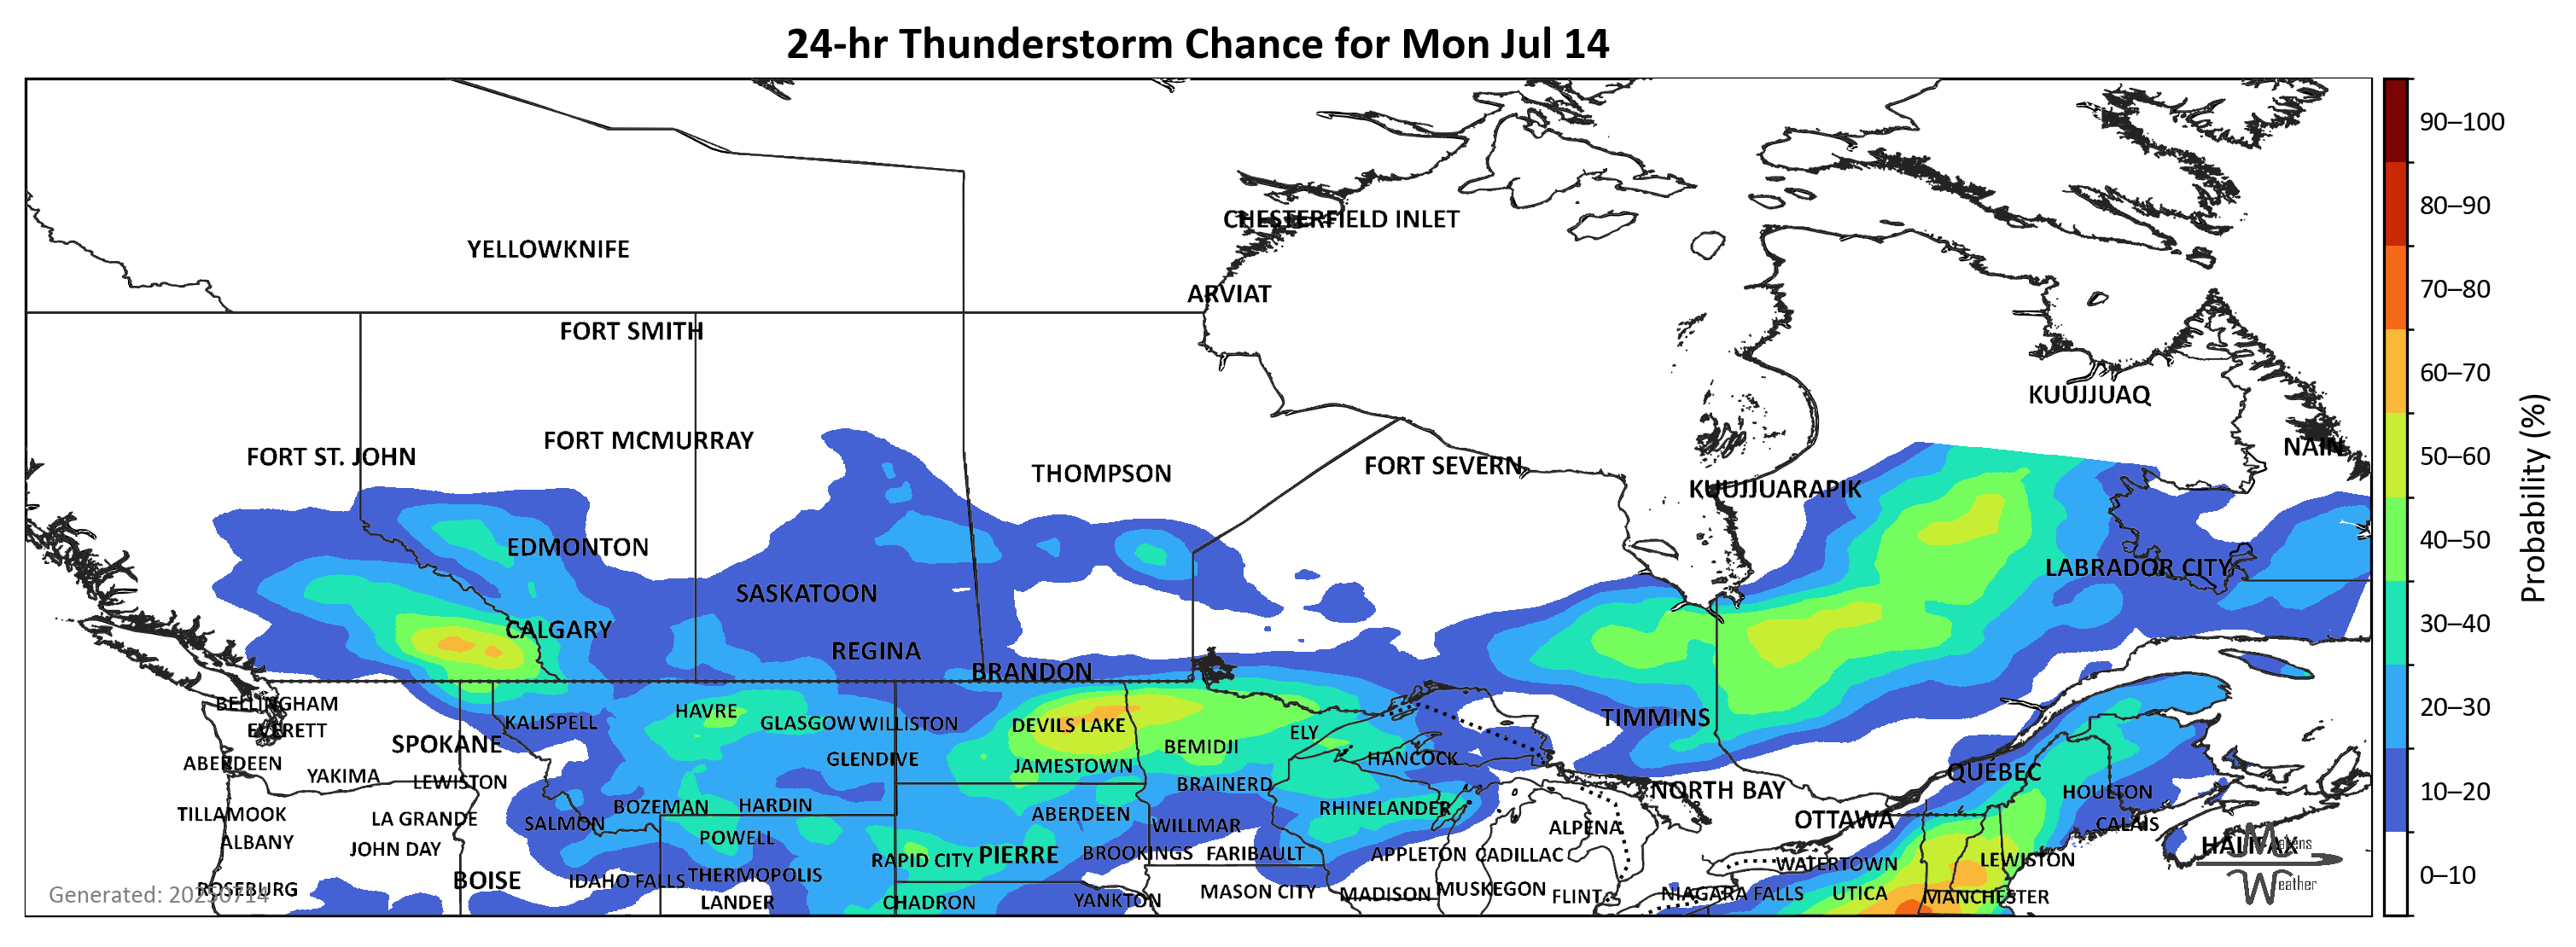 24-hr Thunderstorm Chance for Mon Jul 14
90–100
80–90
CHESTERFIELD INLET
YELLOWKNIFE
ARVIAT
70–80
FORT SMITH
60–70
KUUJJUAQ
FORT MCMURRAY
NAIN
FORT ST. JOHN
50–60
FORT SEVERN
THOMPSON
KUUJJUARAPIK
Probability (%)
40–50
EDMONTON
LABRADOR CITY
SASKATOON
30–40
CALGARY
REGINA
BRANDON
BELLINGHAM
20–30
HAVRE
TIMMINS
KALISPELL
GLASGOW
WILLISTON
DEVILS LAKE
EVERETT
ELY
SPOKANE
BEMIDJI
GLENDIVE
HANCOCK
ABERDEEN
JAMESTOWN
QUÉBEC
YAKIMA
LEWISTON
BRAINERD
NORTH BAY
HOULTON
10–20
BOZEMAN
HARDIN
RHINELANDER
TILLAMOOK
ABERDEEN
LA GRANDE
OTTAWA
SALMON
WILLMAR
CALAIS
ALPENA
POWELL
ALBANY
HALIFAX
Makens
JOHN DAY
BROOKINGS
FARIBAULT
APPLETON
CADILLAC
PIERRE
RAPID CITY
LEWISTON
WATERTOWN
THERMOPOLIS
0–10
BOISE
IDAHO FALLS
Weather
ROSEBURG
MUSKEGON
MASON CITY
MADISON
NIAGARA FALLS
UTICA
Generated: 20250714
FLINT
MANCHESTER
YANKTON
LANDER
CHADRON